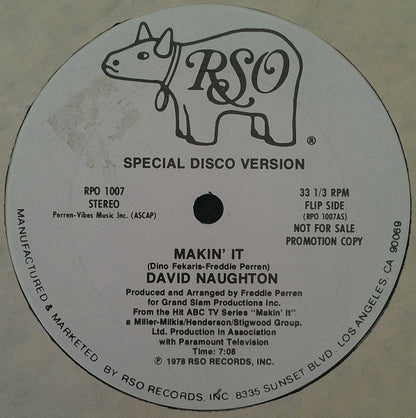 RSO
®
SPECIAL DISCO VERSION
RPO 1007
STEREO
Perren-Vibes Music Inc. (ASCAP)
33 1/3 RPM
FLIP SIDE
(RPO 1007AS)
NOT FOR SALE
PROMOTION COPY
MAKIN' IT
(Dino Fekaris-Freddie Perren)
DAVID NAUGHTON
Produced and Arranged by Freddie Perren
for Grand Slam Productions Inc.
From the Hit ABC TV Series "Makin' It".
a Miller-Milkis/Henderson/Stigwood Group.
Ltd. Production in Association
with Paramount Television
Time: 7:08
℗ 1978 RSO RECORDS, INC.
MANUFACTURED & MARKETED BY RSO RECORDS, INC 8335 SUNSET BLVD· LOS ANGELES, CA 90069